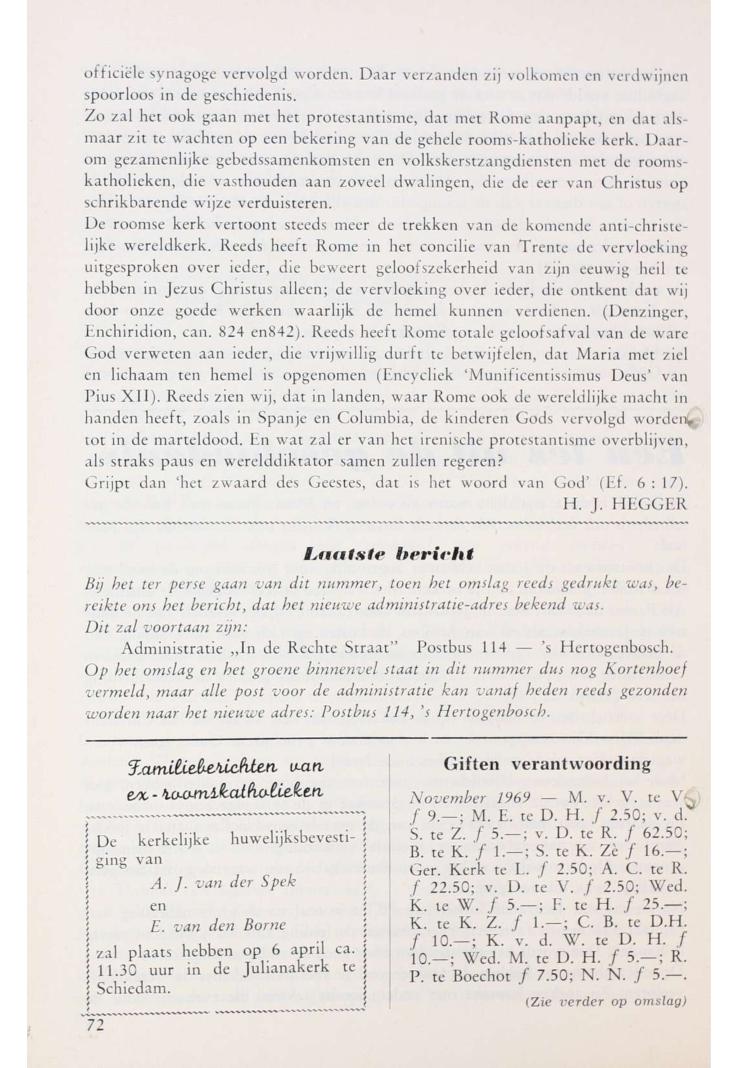 officiële synagoge vervolgd worden. Daar verzanden zij volkomen en verdwijnen
spoorloos in de geschiedenis.
Zo zal het ook gaan met het protestantisme, dat met Rome aanpapt, en dat als-
maar zit te wachten op een bekering van de gehele rooms-katholieke kerk. Daar-
om gezamenlijke gebedssamenkomsten en volkskerstzangdiensten met de rooms-
katholieken, die vasthouden aan zoveel dwalingen, die de eer van Christus op
schrikbarende wijze verduisteren.
De roomse kerk vertoont steeds meer de trekken van de komende anti-christe-
lijke wereldkerk. Reeds heeft Rome in het concilie van Trente de vervloeking
uitgesproken over ieder, die beweert geloofszekerheid van zijn eeuwig heil te
hebben in Jezus Christus alleen; de vervloeking over ieder, die ontkent dat wij
door onze goede werken waarlijk de hemel kunnen verdienen. (Denzinger,
Enchiridion, can. 824 en842). Reeds heeft Rome totale geloofsafval van de ware
God verweten aan ieder, die vrijwillig durft te betwijfelen, dat Maria met ziel
en lichaam ten hemel is opgenomen (Encycliek 'Munificentissimus Deus' van
Pius XII). Reeds zien wij, dat in landen, waar Rome ook de wereldlijke macht in
handen heeft, zoals in Spanje en Columbia, de kinderen Gods vervolgd worden
tot in de marteldood. En wat zal er van het irenische protestantisme overblijven,
als straks paus en werelddiktator samen zullen regeren?
Grijpt dan 'het zwaard des Geestes, dat is het woord van God' (Ef. 6 : 17).
H. J. HEGGER
Laatste bericht
Bij het ter perse gaan van dit nummer, toen het omslag reeds gedrukt was, be-
reikte ons het bericht, dat het nieuwe administratie-adres bekend was.
Dit zal voortaan zijn:
Administratie „In de Rechte Straat" Postbus 114 — 's Hertogenbosch.
Op het omslag en het groene binnenvel staat in dit nummer dus nog Kortenhoef
vermeld, maar alle post voor de administratie kan vanaf heden reeds gezonden
worden naar het nieuwe adres: Postbus 114, 's Hertogenbosch.
Familieberichten van
ex-roomskatholieken
De kerkelijke huwelijksbevesti-
ging van
A. J. van der Spek
en
E. van den Borne
zal plaats hebben op 6 april ca.
11.30 uur in de Julianakerk te
Schiedam.
72
Giften verantwoording
November 1969 — M. v. V. te V.
ƒ 9.—; M. E. te D. H. ƒ 2.50; v. d.
S. te Z. ƒ 5.—; v. D. te R. ƒ 62.50;
B. te K. ƒ 1.—; S. te K. Zè ƒ 16.—;
Ger. Kerk te L. ƒ 2.50; A. C. te R.
ƒ 22.50; v. D. te V. ƒ 2.50; Wed.
K. te W. ƒ 5.—; F. te H. ƒ 25.—;
K. te K. Z. ƒ 1.—; C. B. te D.H.
ƒ 10.—; K. v. d. W. te D. H. ƒ
10.—; Wed. M. te D. H. ƒ 5.—; R.
P. te Boechot ƒ 7.50; N. N. ƒ 5.—.
(Zie verder op omslag)